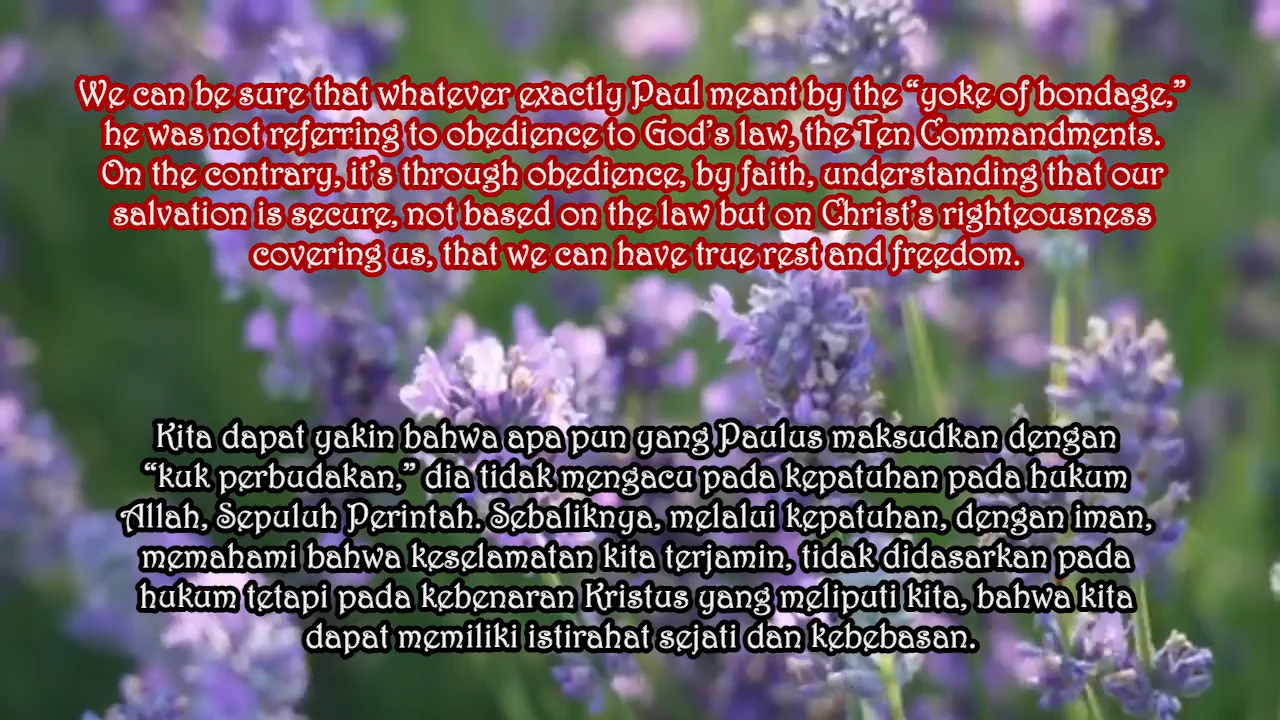 We can be sure that whatever exactly Paul meant by the “yoke of bondage,”
he was not referring to obedience to God’s law, the Ten Commandments.
On the contrary, it’s through obedience, by faith, understanding that our
salvation is secure, not based on the law but on Christ’s righteousness
covering us, that we can have true rest and freedom.
Kita dapat yakin bahwa apa pun yang Paulus maksudkan dengan
“kuk perbudakan,” dia tidak mengacu pada kepatuhan pada hukum
Allah, Sepuluh Perintah. Sebaliknya, melalui kepatuhan, dengan iman,
memahami bahwa keselamatan kita terjamin, tidak didasarkan pada
hukum tetapi pada kebenaran Kristus yang meliputi kita, bahwa kita
dapat memiliki istirahat sejati dan kebebasan.